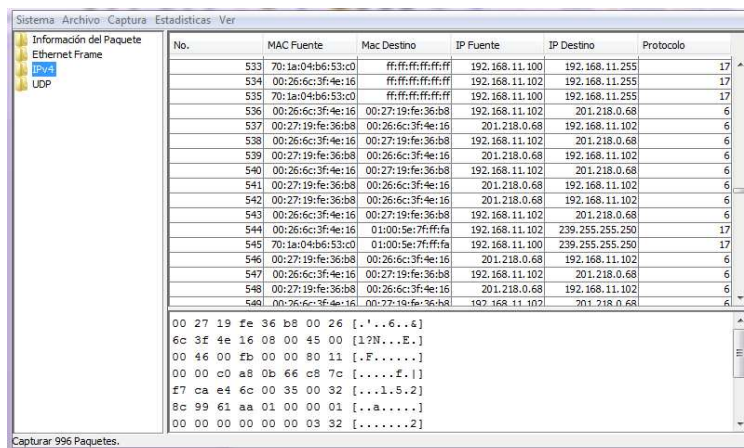 Sistema Archivo Captura Estadisticas Ver
Información del Paquete
Ethernet Frame
IPv4
UDP
No. MAC Fuente Mac Destino IP Fuente IP Destino Protocolo
533 70:1a:04:b6:53:c0 ff:ff:ff:ff:ff:ff 192.168.11.100 192.168.11.255 17
534 00:26:6c:3f:4e:16 ff:ff:ff:ff:ff:ff 192.168.11.100 192.168.11.255 17
535 70:1a:04:b6:53:c0 ff:ff:ff:ff:ff:ff 192.168.11.100 192.168.11.255 17
536 00:26:6c:3f:4e:16 00:27:19:fe:36:b8 192.168.11.102 201.218.0.68 6
537 00:27:19:fe:36:b8 00:26:6c:3f:4e:16 201.218.0.68 192.168.11.102 6
538 00:26:6c:3f:4e:16 00:27:19:fe:36:b8 192.168.11.102 201.218.0.68 6
539 00:27:19:fe:36:b8 00:26:6c:3f:4e:16 201.218.0.68 192.168.11.102 6
540 00:27:19:fe:36:b8 00:26:6c:3f:4e:16 201.218.0.68 192.168.11.102 6
541 00:27:19:fe:36:b8 00:26:6c:3f:4e:16 201.218.0.68 192.168.11.102 6
542 00:27:19:fe:36:b8 00:26:6c:3f:4e:16 201.218.0.68 192.168.11.102 6
543 00:26:6c:3f:4e:16 00:27:19:fe:36:b8 192.168.11.102 201.218.0.68 6
544 00:26:6c:3f:4e:16 01:00:5e:7f:ff:fa 192.168.11.102 239.255.255.250 17
545 70:1a:04:b6:53:c0 01:00:5e:7f:ff:fa 192.168.11.100 239.255.255.250 17
546 00:27:19:fe:36:b8 00:26:6c:3f:4e:16 201.218.0.68 192.168.11.102 6
547 00:27:19:fe:36:b8 00:26:6c:3f:4e:16 201.218.0.68 192.168.11.102 6
548 00:27:19:fe:36:b8 00:26:6c:3f:4e:16 201.218.0.68 192.168.11.102 6
549 00:26:6c:3f:4e:16 00:27:19:fe:36:b8 192.168.11.102 201.218.0.68 6
00 27 19 fe 36 b8 00 26 [.'..6..&]
6c 3f 4e 16 08 00 45 00 [l?N...E.]
00 46 00 fb 00 00 80 11 [.F......]
00 00 c0 a8 0b 66 c8 7c [.....f.|]
f7 ca e4 6c 00 35 00 32 [...l.5.2]
8c 99 61 aa 01 00 00 01 [..a.....]
00 00 00 00 00 00 03 32 [.......2]
Capturar 996 Paquetes.